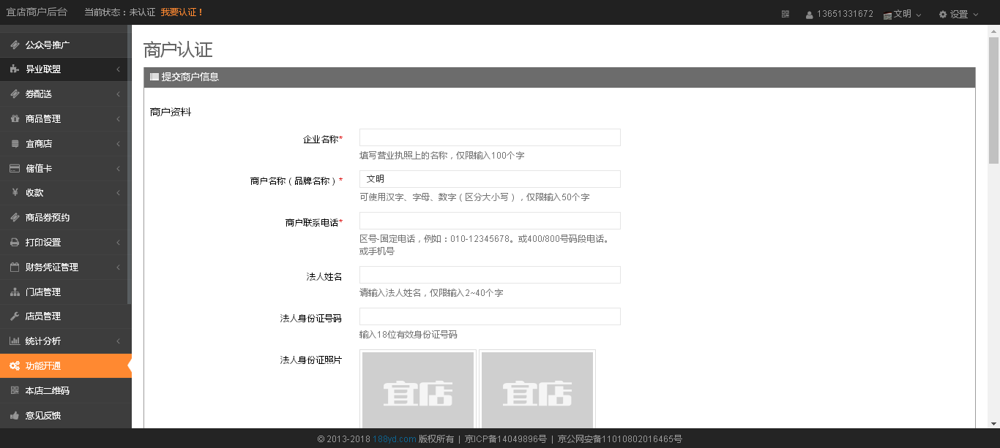 宜店商户后台 当前状态：未认证 我要认证！ 13651331672 文明 设置
公众号推广
异业联盟
券配送
商品管理
宜商店
储值卡
收款
商品券预约
打印设置
财务凭证管理
门店管理
店员管理
统计分析
功能开通
本店二维码
意见反馈
商户认证
提交商户信息
商户资料
企业名称*
填写营业执照上的名称，仅限输入100个字
商户名称（品牌名称）* 文明
可使用汉字、字母、数字（区分大小写），仅限输入50个字
商户联系电话*
区号-固定电话，例如：010-12345678。或400/800号码段电话。
或手机号
法人姓名
请输入法人姓名，仅限输入2~40个字
法人身份证号码
输入18位有效身份证号码
法人身份证照片
宜店 宜店
© 2013-2018 188yd.com 版权所有 | 京ICP备14049896号 | 京公网安备11010802016465号